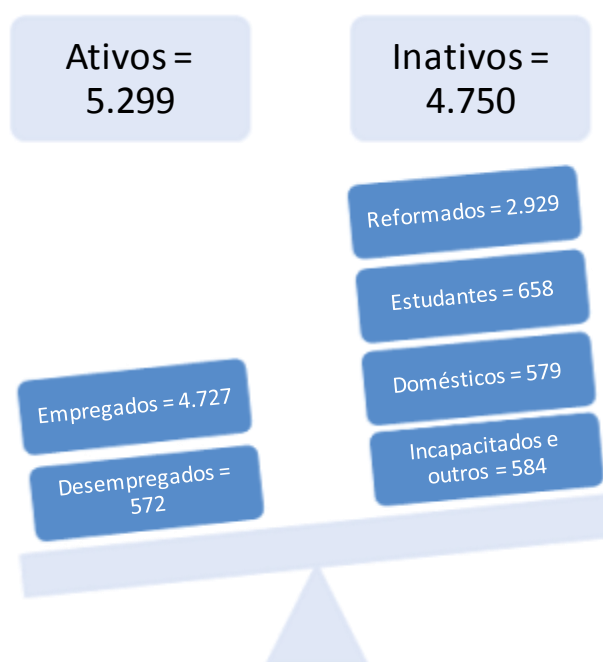 Ativos =
5.299
Inativos =
4.750
Reformados = 2.929
Estudantes = 658
Domésticos = 579
Incapacitados e
outros = 584
Empregados = 4.727
Desempregados =
572